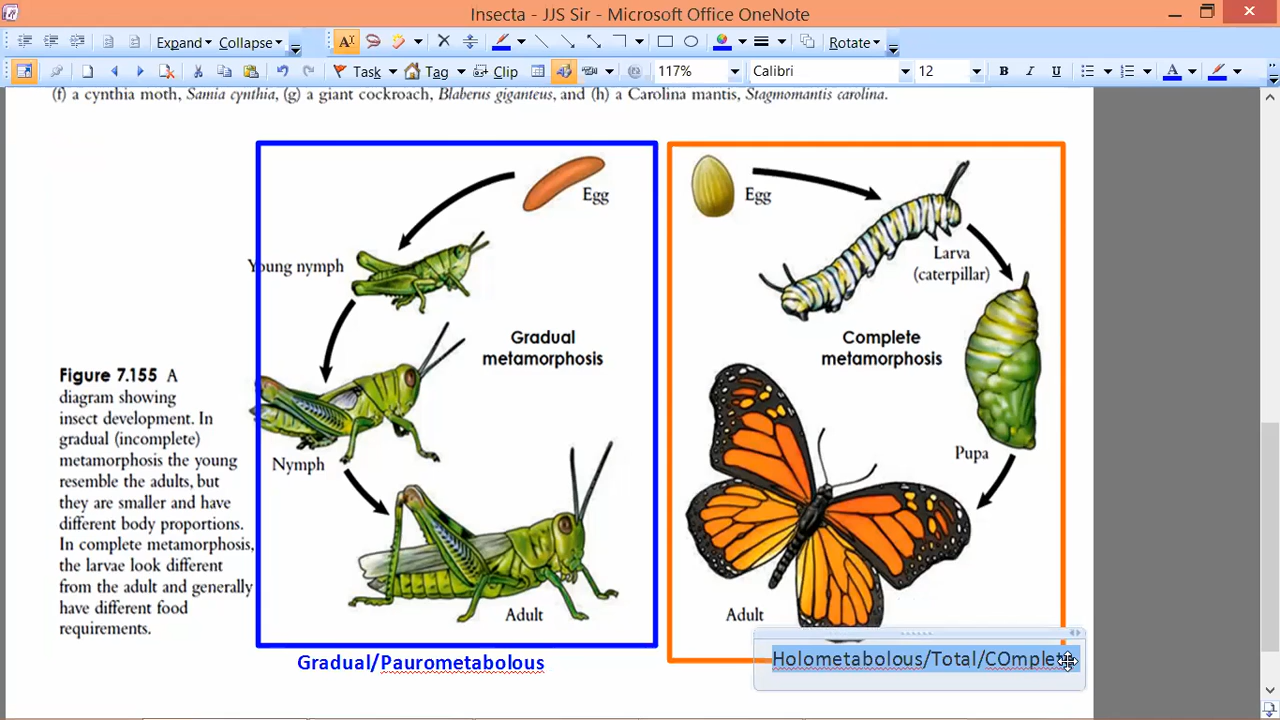 Insecta - JJS Sir - Microsoft Office OneNote
Expand Collapse Rotate
Task Tag Clip 117% Calibri 12 B I U A
(f) a cynthia moth, Samia cynthia, (g) a giant cockroach, Blaberus giganteus, and (h) a Carolina mantis, Stagmomantis carolina.
Egg
Young nymph
Gradual
metamorphosis
Nymph
Adult
Gradual/Paurometabolous
Egg
Larva
(caterpillar)
Complete
metamorphosis
Pupa
Adult
Holometabolous/Total/COmplete
Figure 7.155 A
diagram showing
insect development. In
gradual (incomplete)
metamorphosis the young
resemble the adults, but
they are smaller and have
different body proportions.
In complete metamorphosis,
the larvae look different
from the adult and generally
have different food
requirements.